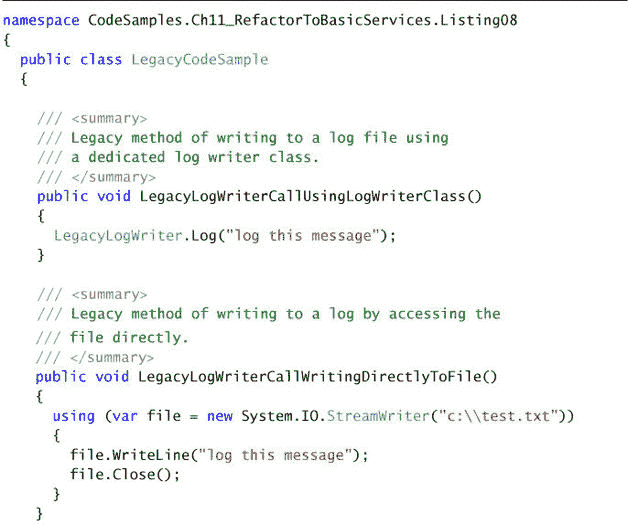 namespace CodeSamples.Ch11_RefactorToBasicServices.Listing08
{
  public class LegacyCodeSample
  {

    /// <summary>
    /// Legacy method of writing to a log file using
    /// a dedicated log writer class.
    /// </summary>
    public void LegacyLogWriterCallUsingLogWriterClass()
    {
      LegacyLogWriter.Log("log this message");
    }

    /// <summary>
    /// Legacy method of writing to a log by accessing the
    /// file directly.
    /// </summary>
    public void LegacyLogWriterCallWritingDirectlyToFile()
    {
      using (var file = new System.IO.StreamWriter("c:\\test.txt"))
      {
        file.WriteLine("log this message");
        file.Close();
      }
    }